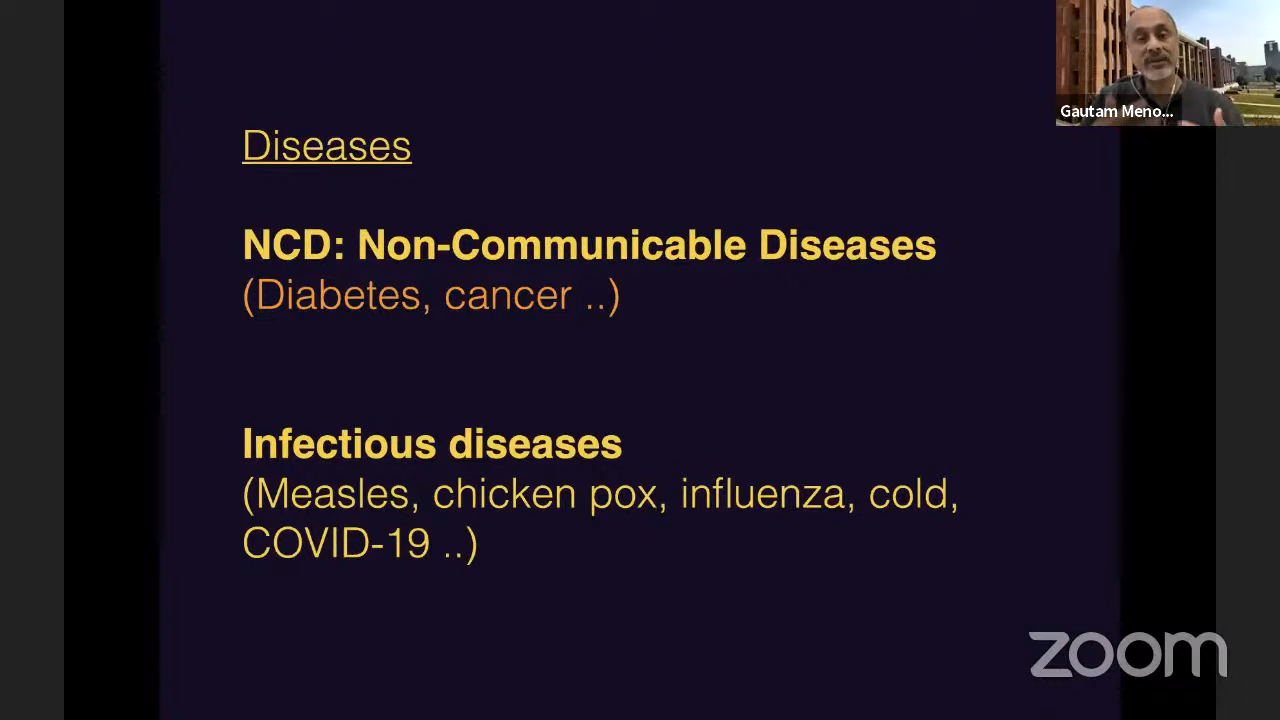 Gautam Meno...
Diseases
NCD: Non-Communicable Diseases
(Diabetes, cancer ..)
Infectious diseases
(Measles, chicken pox, influenza, cold,
COVID-19 ..)
zoom